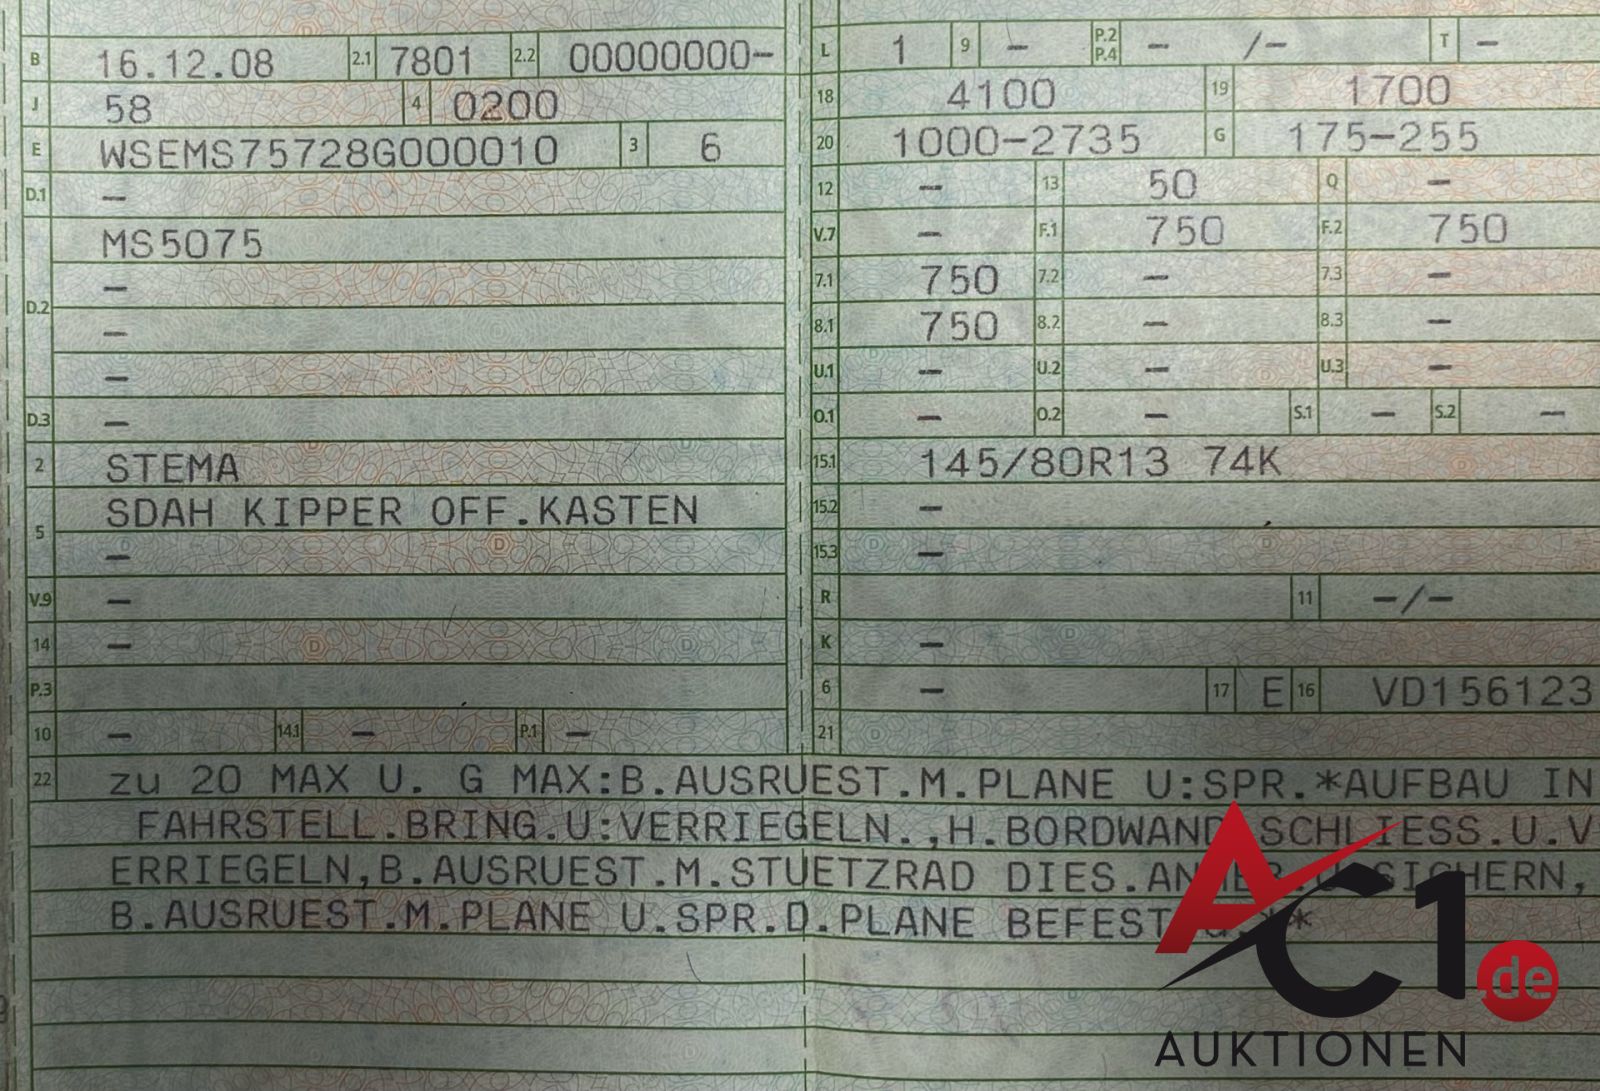 B 16.12.08 2.1 7801 2.2 00000000-
J 58 4 0200
E WSEMS75728G000010 3 6
D.1 -
D.2 MS5075
-
-
-
D.3 -
2 STEMA
5 SDAH KIPPER OFF.KASTEN
-
V.9 -
14 -
P.3
10 - 14.1 - P.1 -
L 1 9 - P.2 P.4 - /- T -
18 4100 19 1700
20 1000-2735 G 175-255
12 - 13 50 Q -
V.7 - F.1 750 F.2 750
7.1 750 7.2 - 7.3 -
8.1 750 8.2 - 8.3 -
U.1 - U.2 - U.3 -
O.1 - O.2 - S.1 - S.2 -
15.1 145/80R13 74K
15.2 -
15.3 -
R 11 -/-
K -
6 - 17 E 16 VD156123
21
22 zu 20 MAX U. G MAX:B.AUSRUEST.M.PLANE U:SPR.*AUFBAU IN
FAHRSTELL.BRING.U:VERRIEGELN.,H.BORDWAND SCHLIESS.U.V
ERRIEGELN,B.AUSRUEST.M.STUETZRAD DIES. SICHERN,
B.AUSRUEST.M.PLANE U.SPR.D.PLANE BEFEST
AC1.de
AUKTIONEN